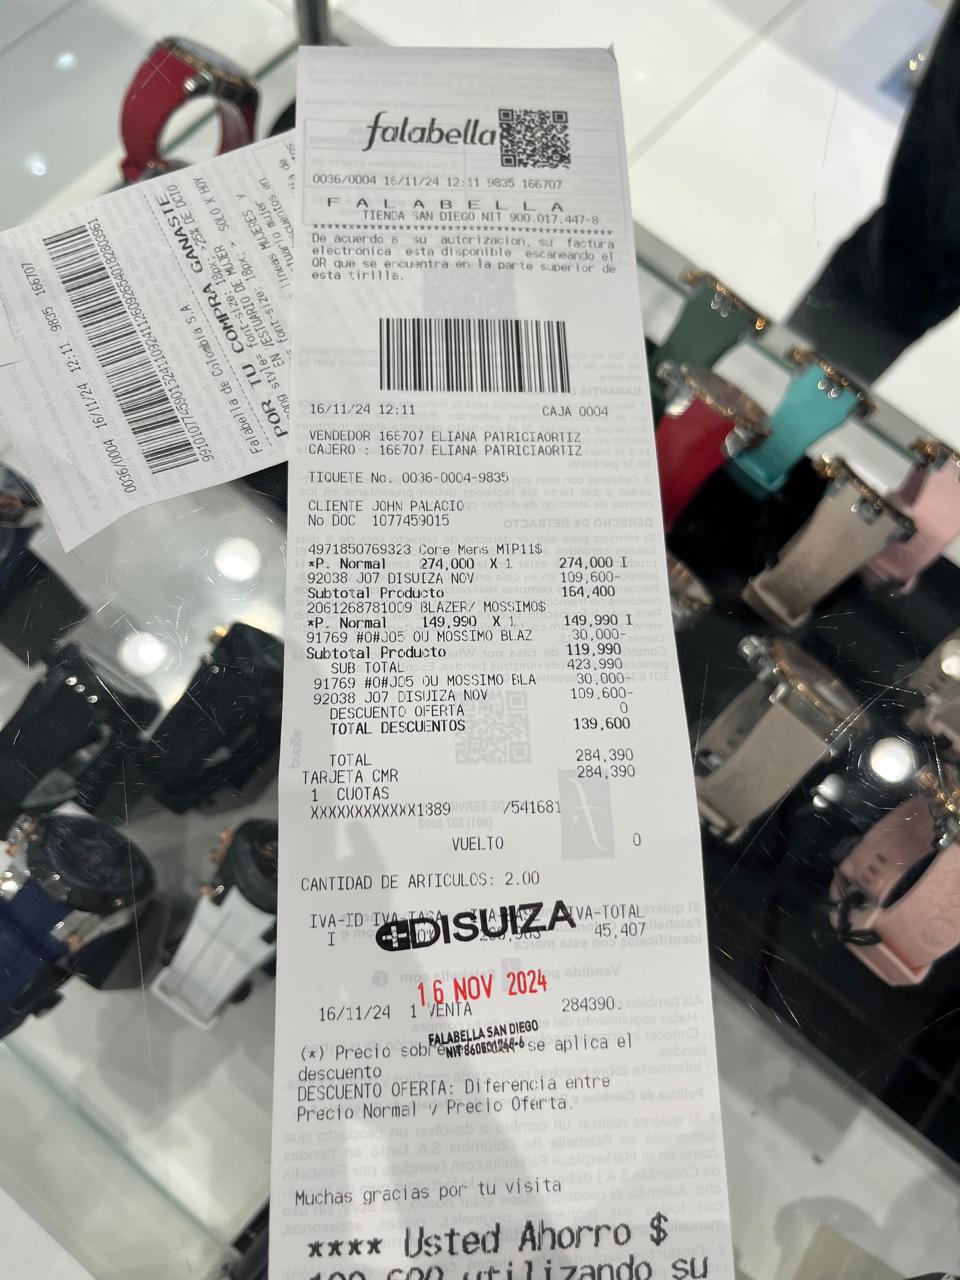 falabella
0036/0004 16/11/24 12:11 9835 166707
F A L A B E L L A
TIENDA SAN DIEGO NIT 900.017.447-8
De acuerdo a su autorizacion, su factura
electronica esta disponible escaneando el
QR que se encuentra en la parte superior de
esta tirilla.
16/11/24 12:11 CAJA 0004
VENDEDOR 166707 ELIANA PATRICIAORTIZ
CAJERO : 166707 ELIANA PATRICIAORTIZ
TIQUETE No. 0036-0004-9835
CLIENTE JOHN PALACIO
No DOC 1077459015
4971850769323 Core Mens M1P11$
*P. Normal 274,000 X 1 274,000 I
92038 J07 DISUIZA NOV 109,600-
Subtotal Producto 164,400
2061268781009 BLAZER/ MOSSIMO$
*P. Normal 149,990 X 1 149,990 I
91769 #0#J05 OU MOSSIMO BLAZ 30,000-
Subtotal Producto 119,990
SUB TOTAL 423,990
91769 #0#J05 OU MOSSIMO BLA 30,000-
92038 J07 DISUIZA NOV 109,600-
DESCUENTO OFERTA 0
TOTAL DESCUENTOS 139,600
TOTAL 284,390
TARJETA CMR 284,390
1 CUOTAS
XXXXXXXXXXXX1889 /541681
VUELTO 0
CANTIDAD DE ARTICULOS: 2.00
IVA-ID IVA-TASA IVA-TOTAL
I 45,407
DISUIZA
16 NOV 2024
16/11/24 1 VENTA 284390.
FALABELLA SAN DIEGO
(*) Precio sobre se aplica el
descuento
DESCUENTO OFERTA: Diferencia entre
Precio Normal y Precio Oferta.
Muchas gracias por tu visita
**** Usted Ahorro $
utilizando su
0036/0004 16/11/24 12:11 9835 166707
Falabella de Colombia S.A.
POR TU COMPRA GANASTE